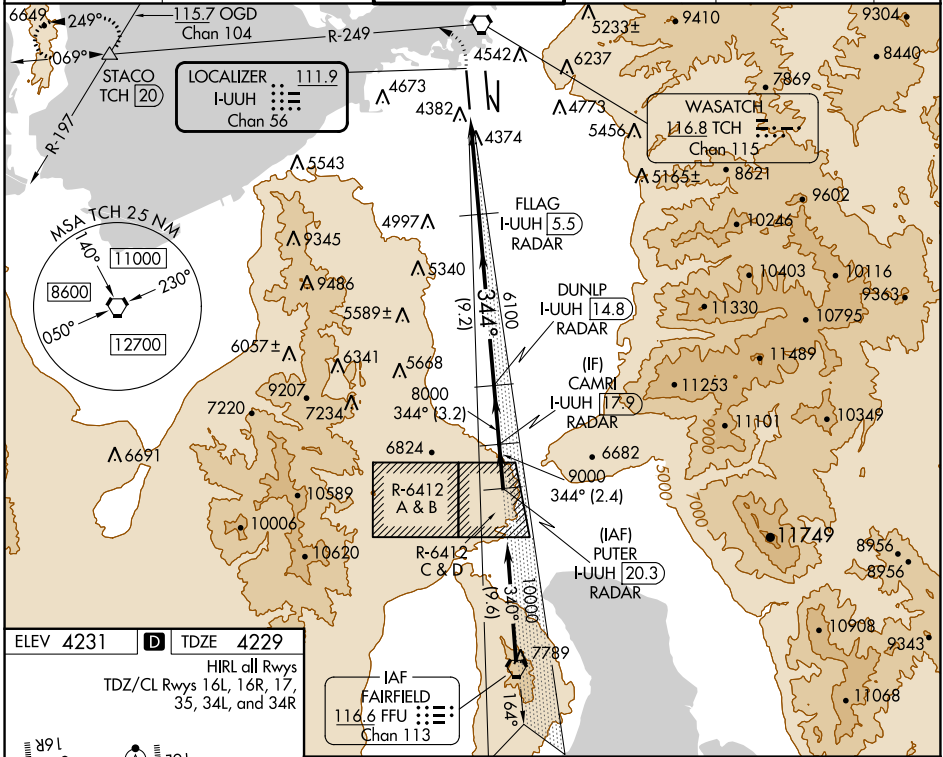 6649
249°
069°
115.7 OGD
Chan 104
R-249
R-197
STACO
TCH 20
LOCALIZER 111.9
I-UUH
Chan 56
4542
5233±
6237
9410
9304
8440
7869
4673
4382
4374
4773
5456
WASATCH
116.8 TCH
Chan 115
5543
5165±
8621
9602
10246
MSA TCH 25 NM
140°
11000
8600
230°
050°
12700
9345
4997
FLLAG
I-UUH 5.5
RADAR
9486
5340
10403
10116
9363
344°
(9.2)
6100
DUNLP
I-UUH 14.8
RADAR
11330
10795
5589±
6057±
6341
5668
11489
(IF)
CAMRI
I-UUH 17.9
RADAR
11253
9207
7234
7220
8000
344° (3.2)
11101
10349
9000
7000
5000
6691
6824
6682
9000
344° (2.4)
R-6412
A & B
R-6412
C & D
10589
10006
10620
(IAF)
PUTER
I-UUH 20.3
RADAR
11749
8956
8956
340°
(9.6)
10000
ELEV 4231 D TDZE 4229
HIRL all Rwys
TDZ/CL Rwys 16L, 16R, 17,
35, 34L, and 34R
7789
IAF
FAIRFIELD
116.6 FFU
Chan 113
164°
10908
9343
11068
16R
A